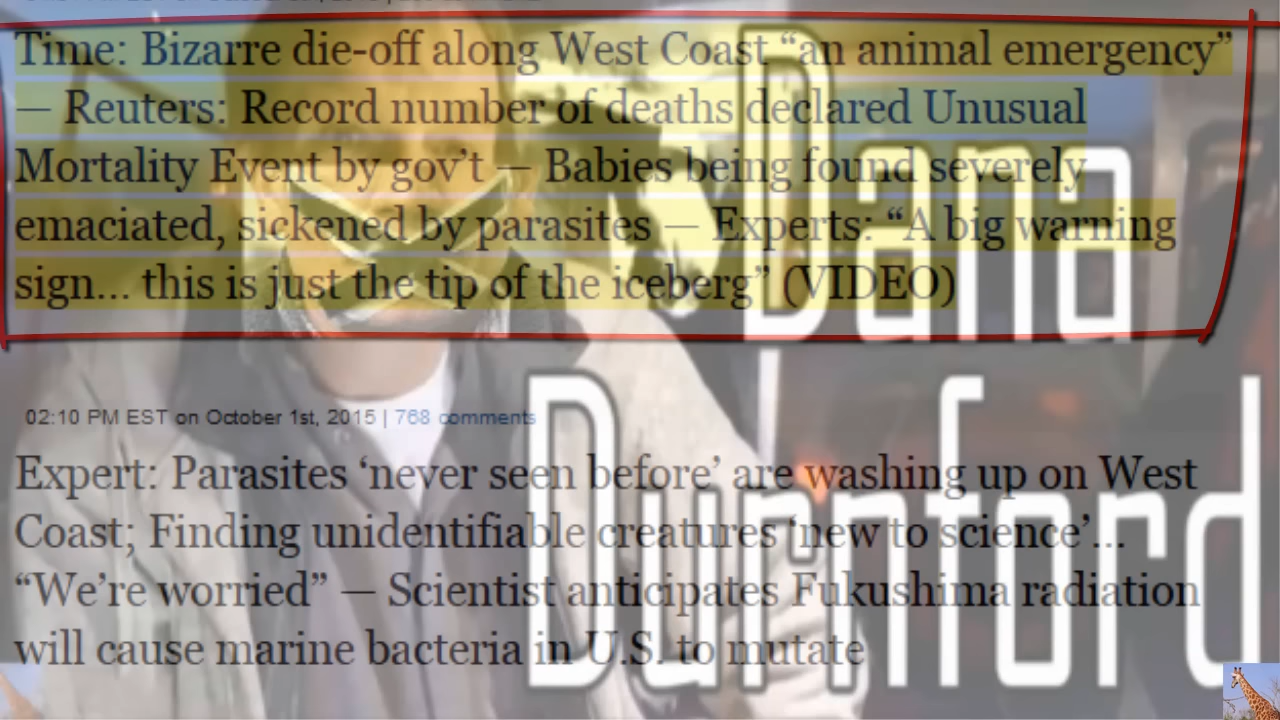 Time: Bizarre die-off along West Coast “an animal emergency”
— Reuters: Record number of deaths declared Unusual
Mortality Event by gov’t — Babies being found severely
emaciated, sickened by parasites — Experts: “A big warning
sign... this is just the tip of the iceberg” (VIDEO)
Dana
02:10 PM EST on October 1st, 2015 | 768 comments
Durnford
Expert: Parasites ‘never seen before’ are washing up on West
Coast; Finding unidentifiable creatures ‘new to science’...
“We’re worried” — Scientist anticipates Fukushima radiation
will cause marine bacteria in U.S. to mutate